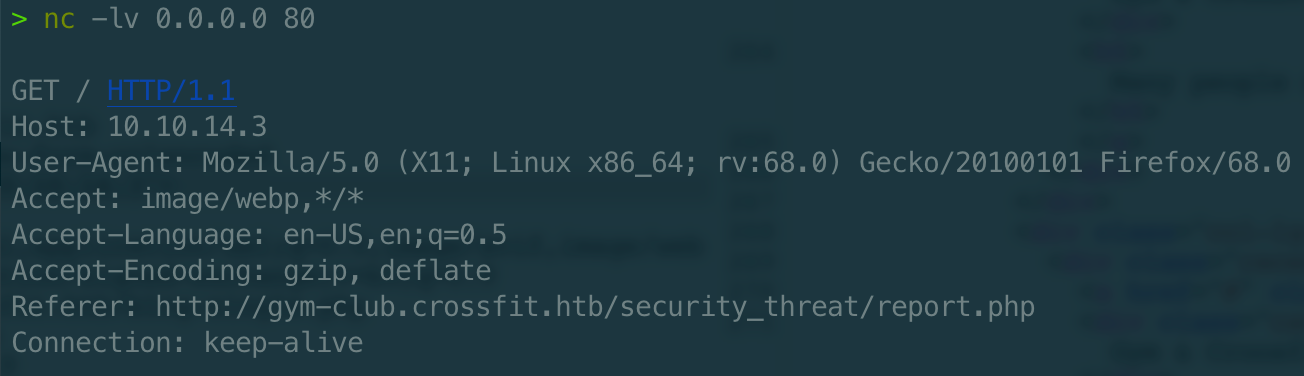 > nc -lv 0.0.0.0 80
GET / HTTP/1.1
Host: 10.10.14.3
User-Agent: Mozilla/5.0 (X11; Linux x86_64; rv:68.0) Gecko/20100101 Firefox/68.0
Accept: image/webp,*/*
Accept-Language: en-US,en;q=0.5
Accept-Encoding: gzip, deflate
Referer: http://gym-club.crossfit.htb/security_threat/report.php
Connection: keep-alive